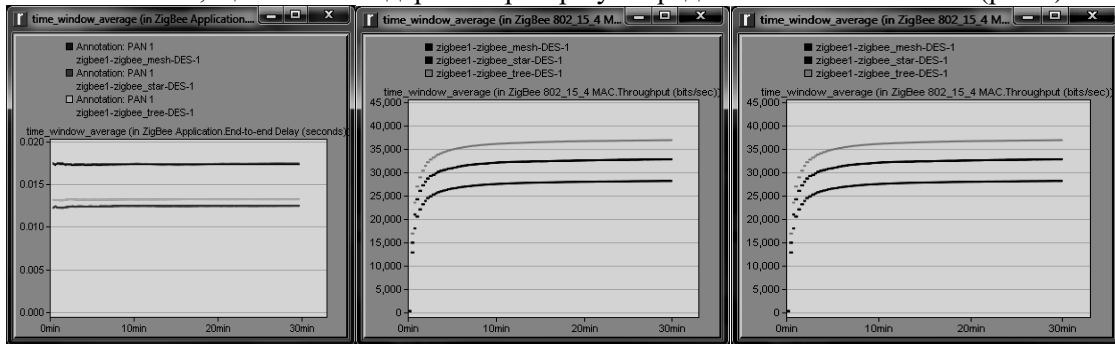 time_window_average (in ZigBee Application....
Annotation: PAN 1
zigbee1-zigbee_mesh-DES-1
Annotation: PAN 1
zigbee1-zigbee_star-DES-1
Annotation: PAN 1
zigbee1-zigbee_tree-DES-1
time_window_average (in ZigBee Application.End-to-end Delay (seconds))
0.020
0.015
0.010
0.005
0.000
0min 10min 20min 30min
time_window_average (in ZigBee 802_15_4 M...
zigbee1-zigbee_mesh-DES-1
zigbee1-zigbee_star-DES-1
zigbee1-zigbee_tree-DES-1
time_window_average (in ZigBee 802_15_4 MAC.Throughput (bits/sec))
45,000
40,000
35,000
30,000
25,000
20,000
15,000
10,000
5,000
0
0min 10min 20min 30min
time_window_average (in ZigBee 802_15_4 M...
zigbee1-zigbee_mesh-DES-1
zigbee1-zigbee_star-DES-1
zigbee1-zigbee_tree-DES-1
time_window_average (in ZigBee 802_15_4 MAC.Throughput (bits/sec))
45,000
40,000
35,000
30,000
25,000
20,000
15,000
10,000
5,000
0
0min 10min 20min 30min